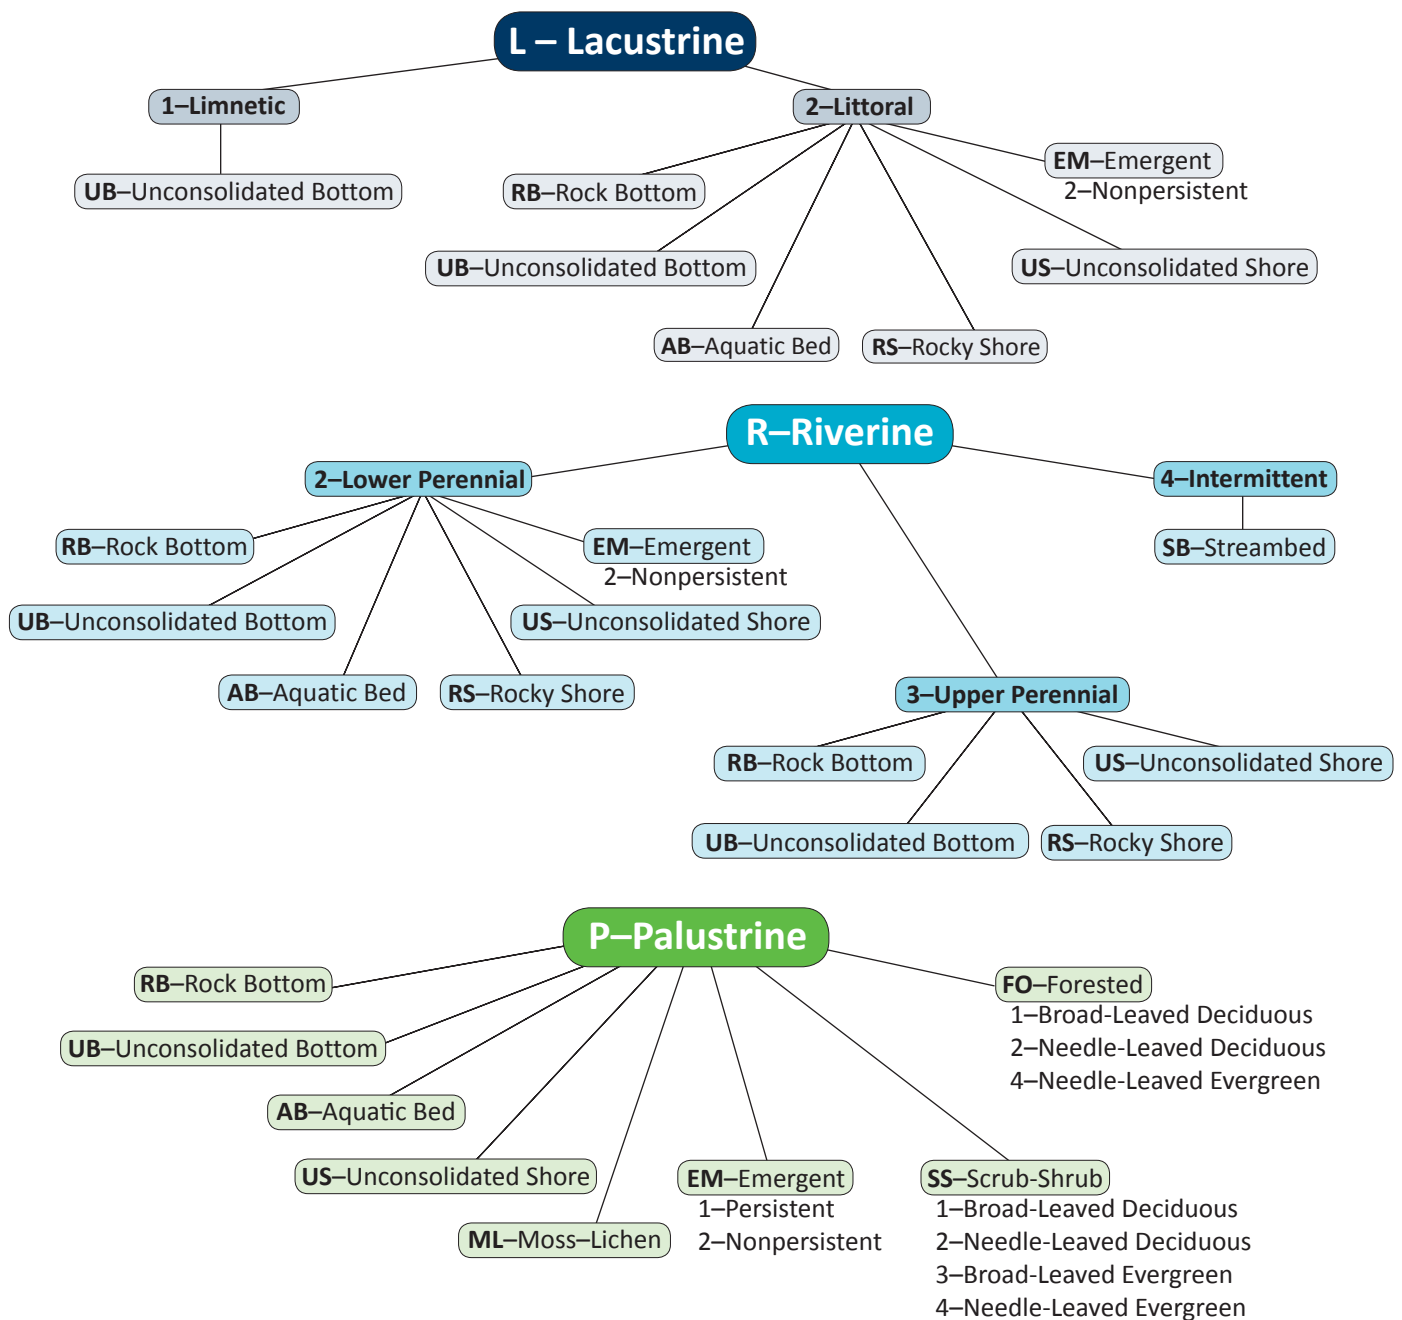 L – Lacustrine
1–Limnetic
2–Littoral
EM–Emergent
2–Nonpersistent
UB–Unconsolidated Bottom
RB–Rock Bottom
UB–Unconsolidated Bottom
US–Unconsolidated Shore
AB–Aquatic Bed
RS–Rocky Shore
R–Riverine
2–Lower Perennial
4–Intermittent
RB–Rock Bottom
EM–Emergent
2–Nonpersistent
SB–Streambed
UB–Unconsolidated Bottom
US–Unconsolidated Shore
AB–Aquatic Bed
RS–Rocky Shore
3–Upper Perennial
RB–Rock Bottom
US–Unconsolidated Shore
UB–Unconsolidated Bottom
RS–Rocky Shore
P–Palustrine
RB–Rock Bottom
FO–Forested
1–Broad-Leaved Deciduous
2–Needle-Leaved Deciduous
4–Needle-Leaved Evergreen
UB–Unconsolidated Bottom
AB–Aquatic Bed
US–Unconsolidated Shore
ML–Moss–Lichen
EM–Emergent
1–Persistent
2–Nonpersistent
SS–Scrub-Shrub
1–Broad-Leaved Deciduous
2–Needle-Leaved Deciduous
3–Broad-Leaved Evergreen
4–Needle-Leaved Evergreen